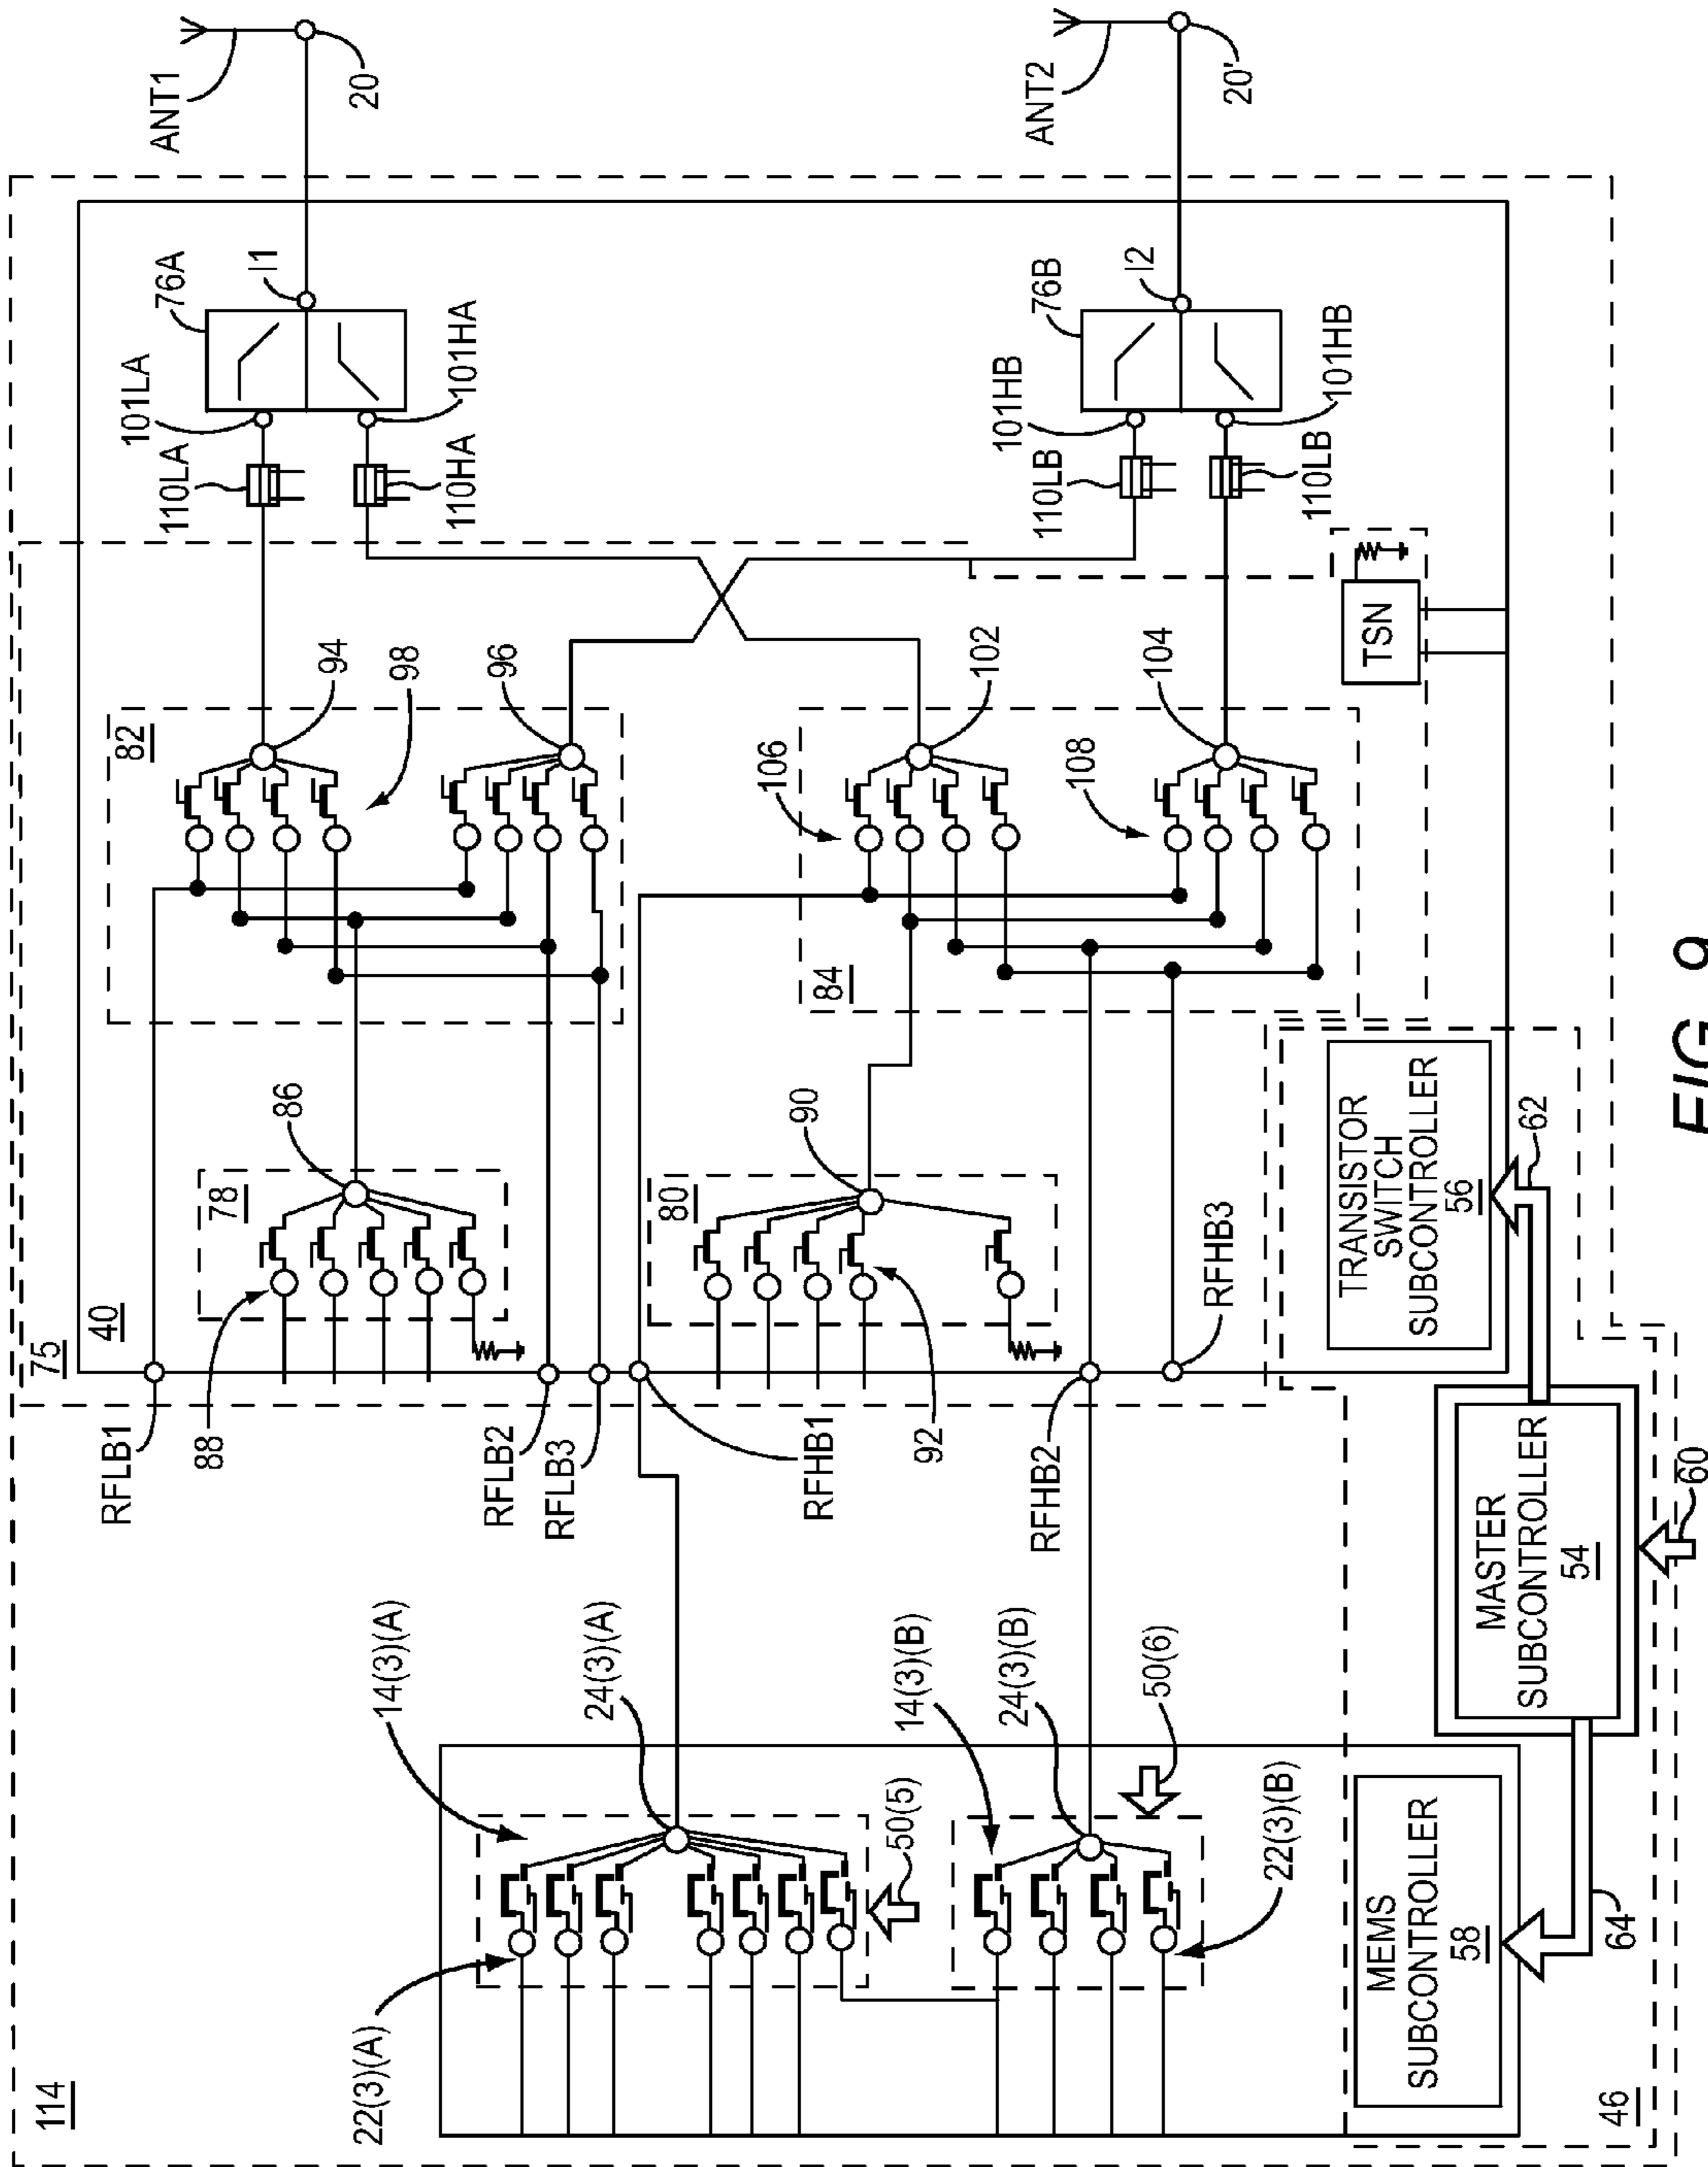 ANT1
20
ANT2
20'
76A
I1
101LA
101HA
110LA
110HA
76B
I2
101HB
101HB
110LB
110LB
TSN
82
94
98
96
106
102
108
104
84
78
86
80
90
75
40
RFLB1
88
RFLB2
RFLB3
RFHB1
92
RFHB2
RFHB3
TRANSISTOR
SWITCH
SUBCONTROLLER
56
62
14(3)(A)
24(3)(A)
14(3)(B)
24(3)(B)
50(6)
50(5)
22(3)(A)
22(3)(B)
MASTER
SUBCONTROLLER
54
60
MEMS
SUBCONTROLLER
58
64
114
46
FIG. 9